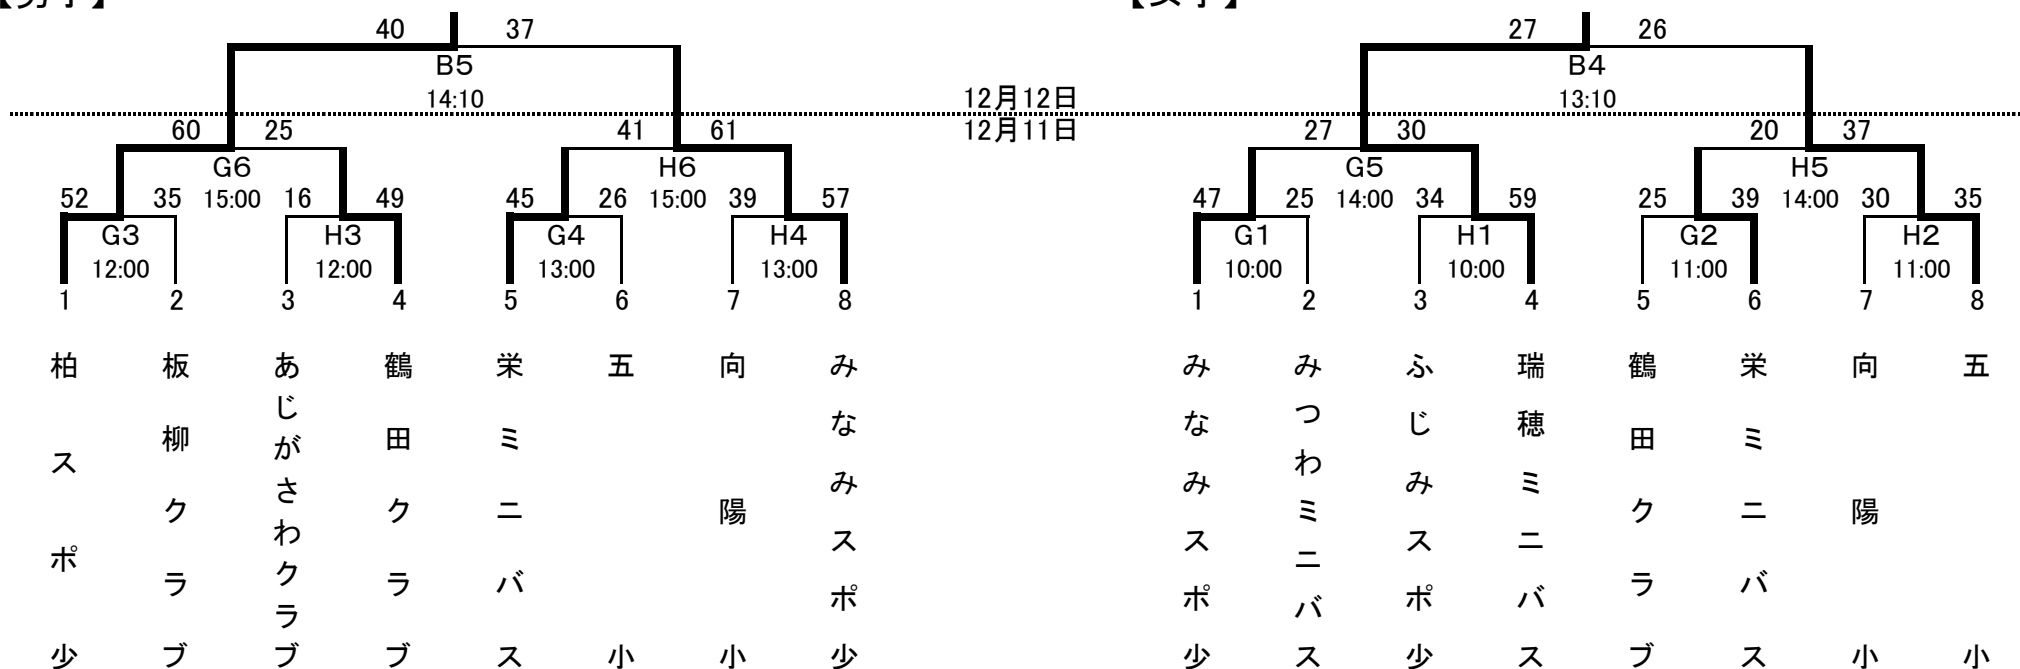 【男子】
【女子】
40 37
27 26
B5
B4
14:10
12月12日
13:10
60 25
41 61
12月11日
27 30
20 37
G6
H6
G5
H5
52 35 15:00 16 49
45 26 15:00 39 57
47 25 14:00 34 59
25 39 14:00 30 35
G3 H3 G4 H4
G1 H1 G2 H2
12:00 12:00 13:00 13:00
10:00 10:00 11:00 11:00
1 2 3 4 5 6 7 8
1 2 3 4 5 6 7 8
柏スポ少
板柳クラブ
あじがさわクラブ
鶴田クラブ
栄ミニバス
五小
向陽小
みなみスポ少
みなみスポ少
みつわミニバス
ふじみスポ少
瑞穂ミニバス
鶴田クラブ
栄ミニバス
向陽小
五小